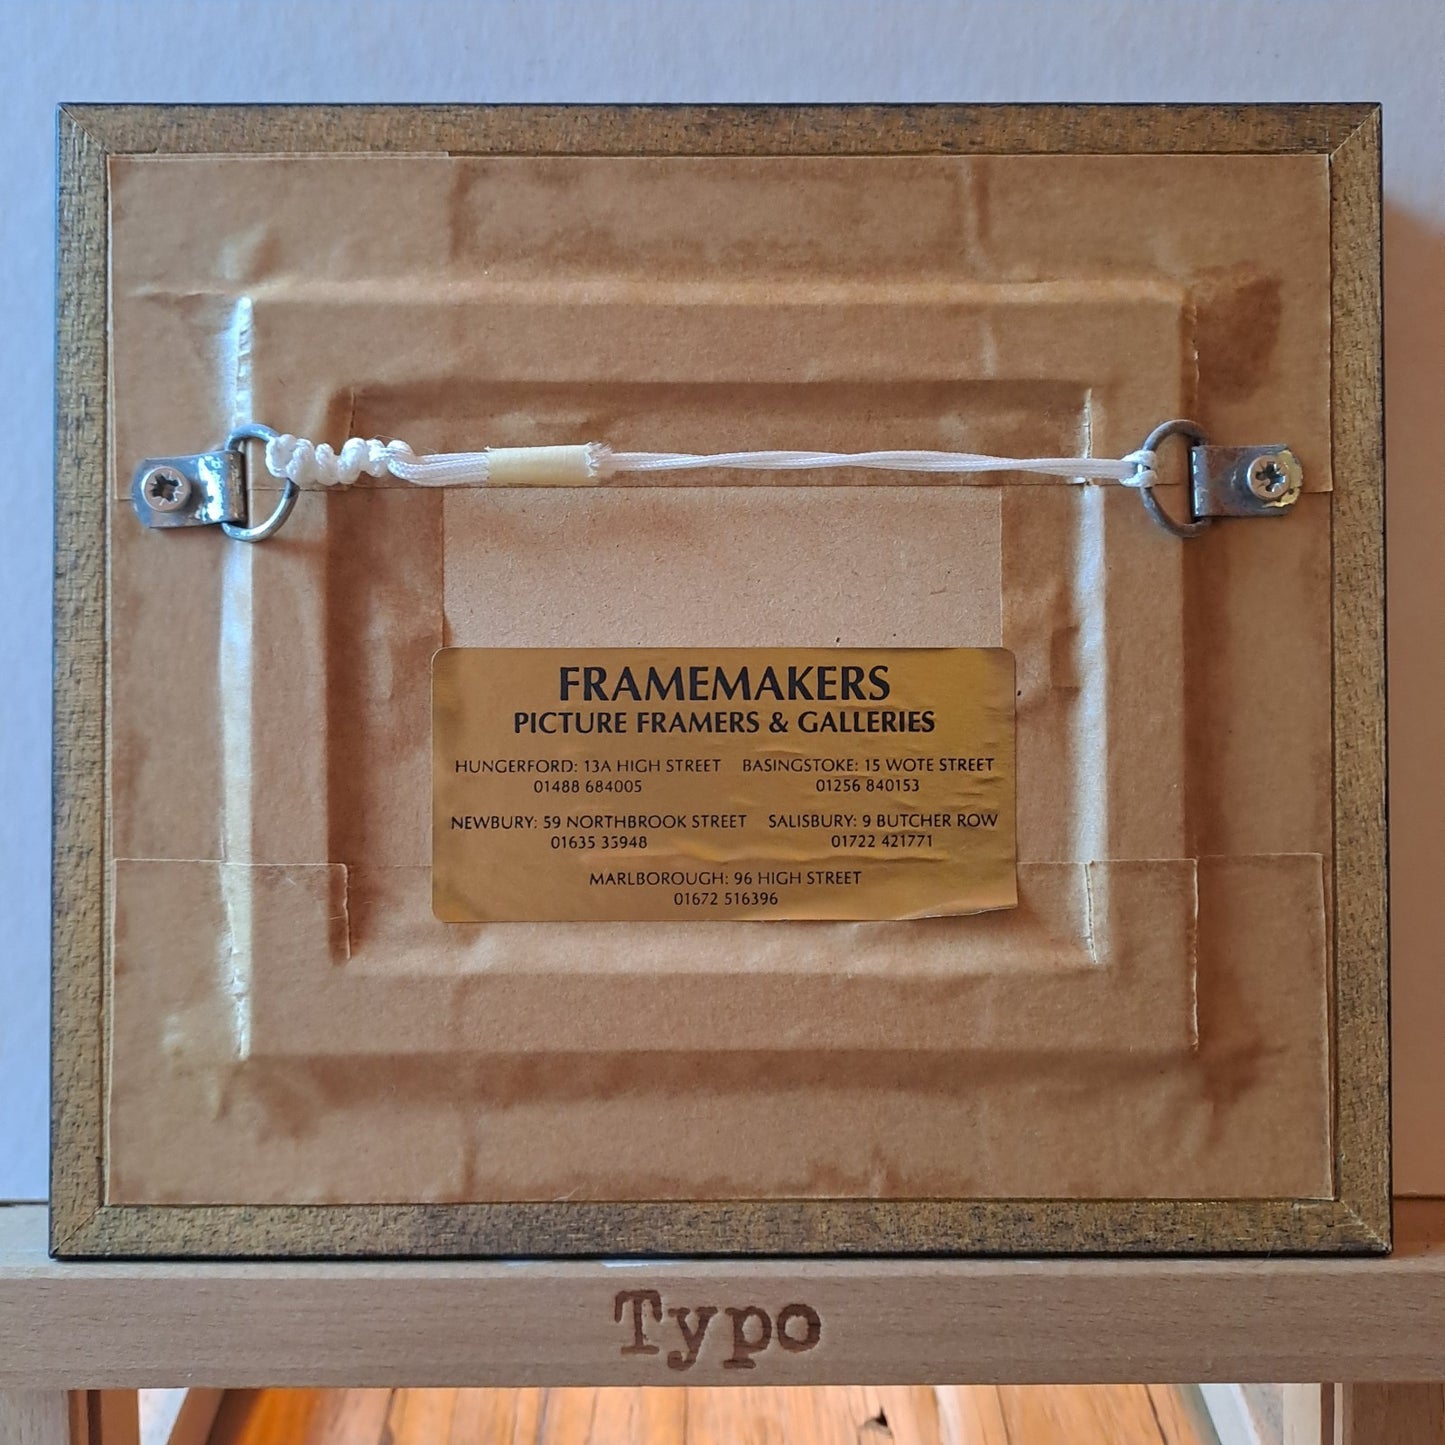 FRAMEMAKERS
PICTURE FRAMERS & GALLERIES
HUNGERFORD: 13A HIGH STREET BASINGSTOKE: 15 WOTE STREET
01488 684005 01256 840153
NEWBURY: 59 NORTHBROOK STREET SALISBURY: 9 BUTCHER ROW
01635 35948 01722 421771
MARLBOROUGH: 96 HIGH STREET
01672 516396
Typo